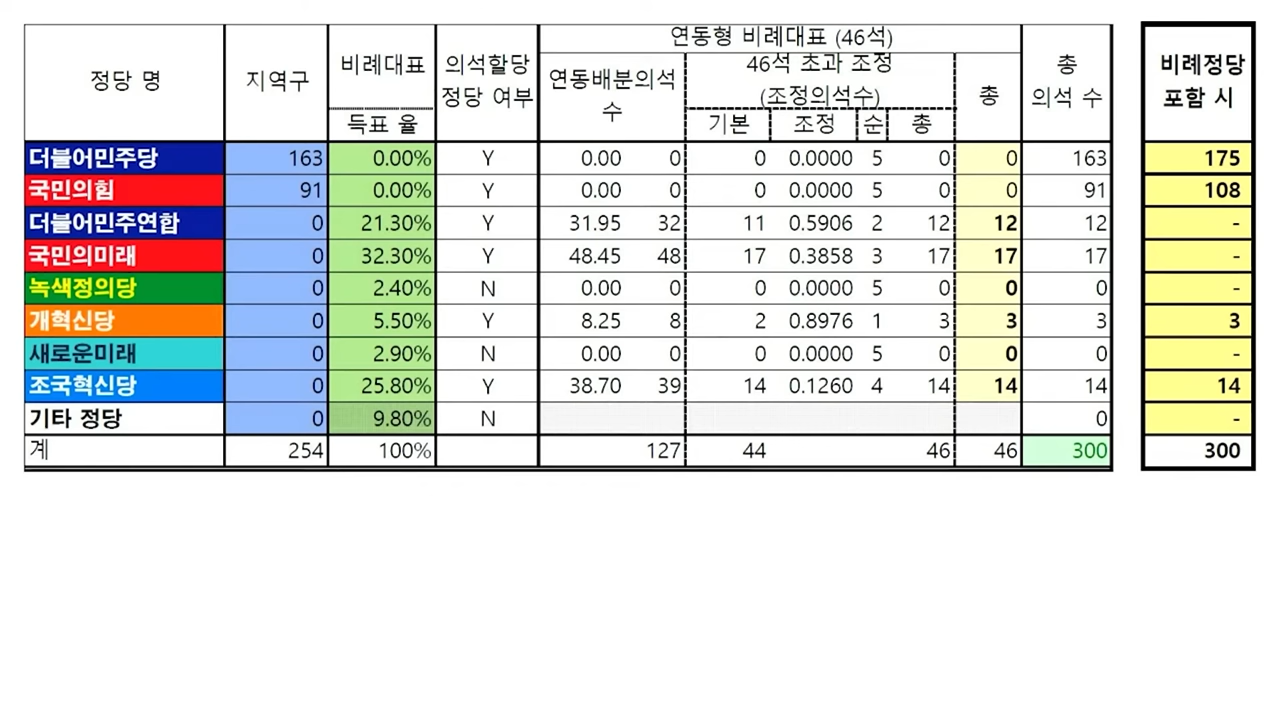 연동형 비례대표 (46석)
정당 명 지역구 비례대표 득표 율 의석할당 정당 여부 연동배분의석 수 46석 초과 조정 (조정의석수) 총 총 의석 수 비례정당 포함 시
기본 조정 순 총
더불어민주당 163 0.00% Y 0.00 0 0 0.0000 5 0 0 163 175
국민의힘 91 0.00% Y 0.00 0 0 0.0000 5 0 0 91 108
더불어민주연합 0 21.30% Y 31.95 32 11 0.5906 2 12 12 12 -
국민의미래 0 32.30% Y 48.45 48 17 0.3858 3 17 17 17 -
녹색정의당 0 2.40% N 0.00 0 0 0.0000 5 0 0 0 -
개혁신당 0 5.50% Y 8.25 8 2 0.8976 1 3 3 3 3
새로운미래 0 2.90% N 0.00 0 0 0.0000 5 0 0 0 -
조국혁신당 0 25.80% Y 38.70 39 14 0.1260 4 14 14 14 14
기타 정당 0 9.80% N 0 -
계 254 100% 127 44 46 46 300 300